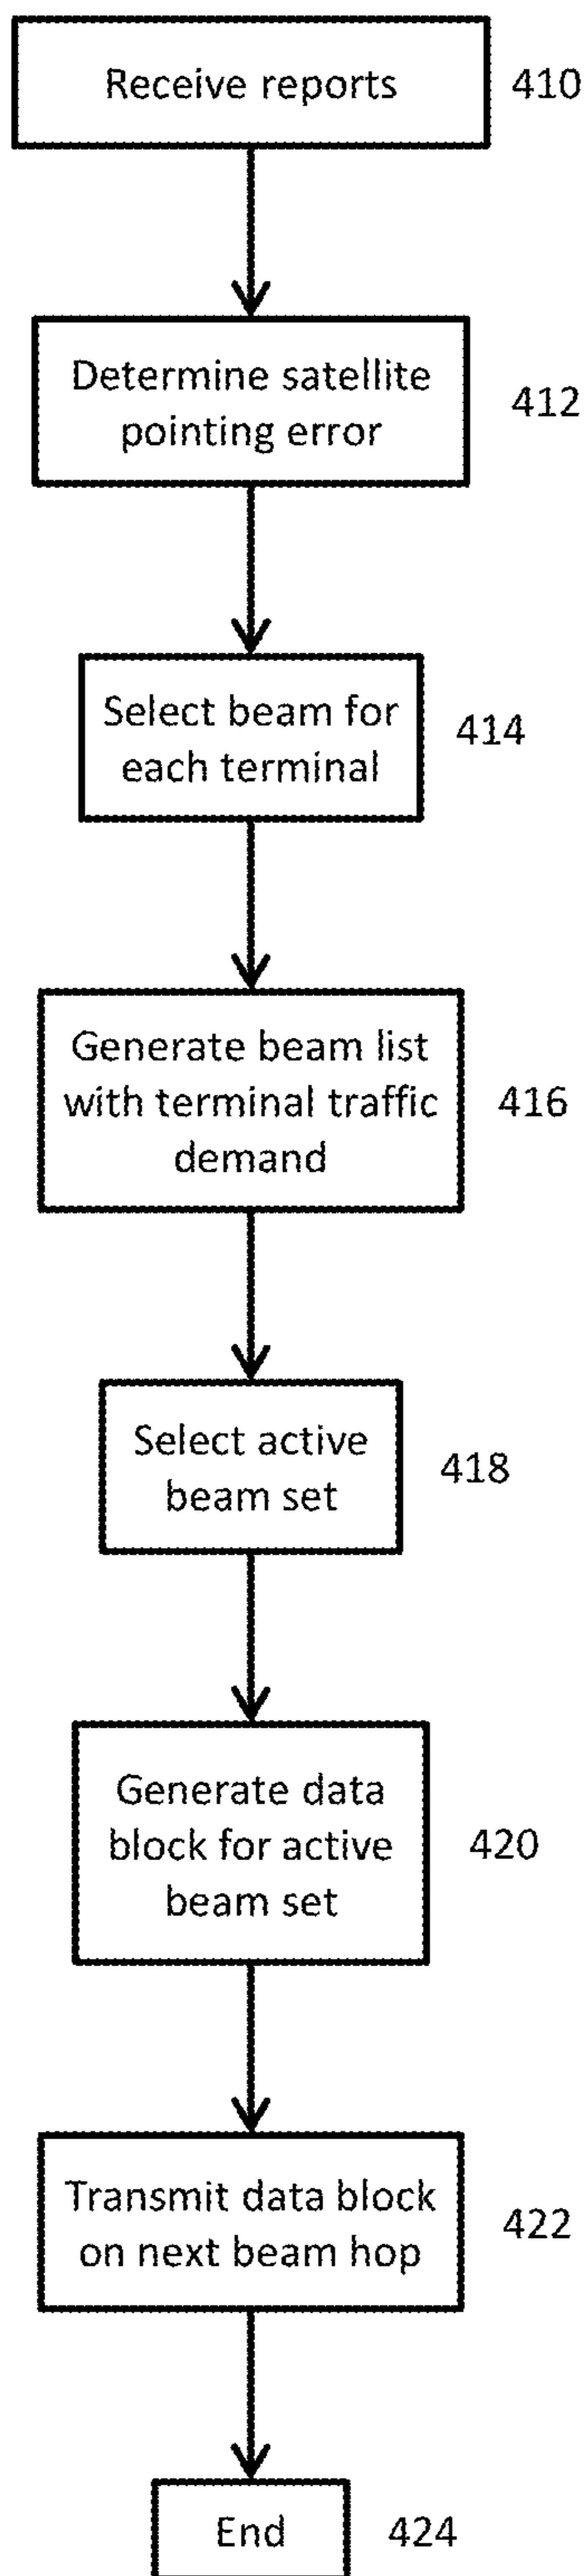 Receive reports
410
Determine satellite
pointing error
412
Select beam for
each terminal
414
Generate beam list
with terminal traffic
demand
416
Select active
beam set
418
Generate data
block for active
beam set
420
Transmit data block
on next beam hop
422
End
424